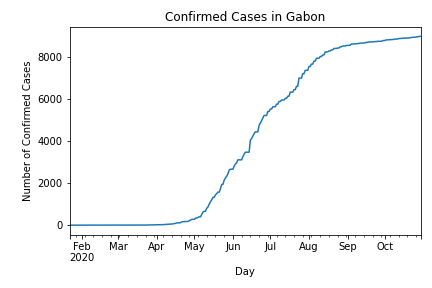 Confirmed Cases in Gabon
Number of Confirmed Cases
8000
6000
4000
2000
0
Feb Mar Apr May Jun Jul Aug Sep Oct
2020
Day